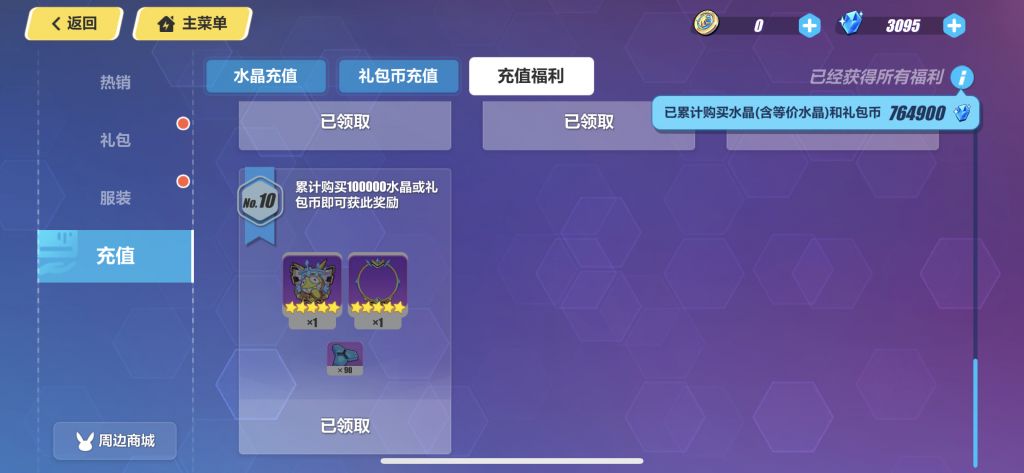 返回
主菜单
0
3095
热销
礼包
服装
充值
周边商城
水晶充值
礼包币充值
充值福利
已经获得所有福利
i
已累计购买水晶(含等价水晶)和礼包币 764900
已领取
已领取
No.10
累计购买100000水晶或礼
包币即可获此奖励
×1
×1
×90
已领取